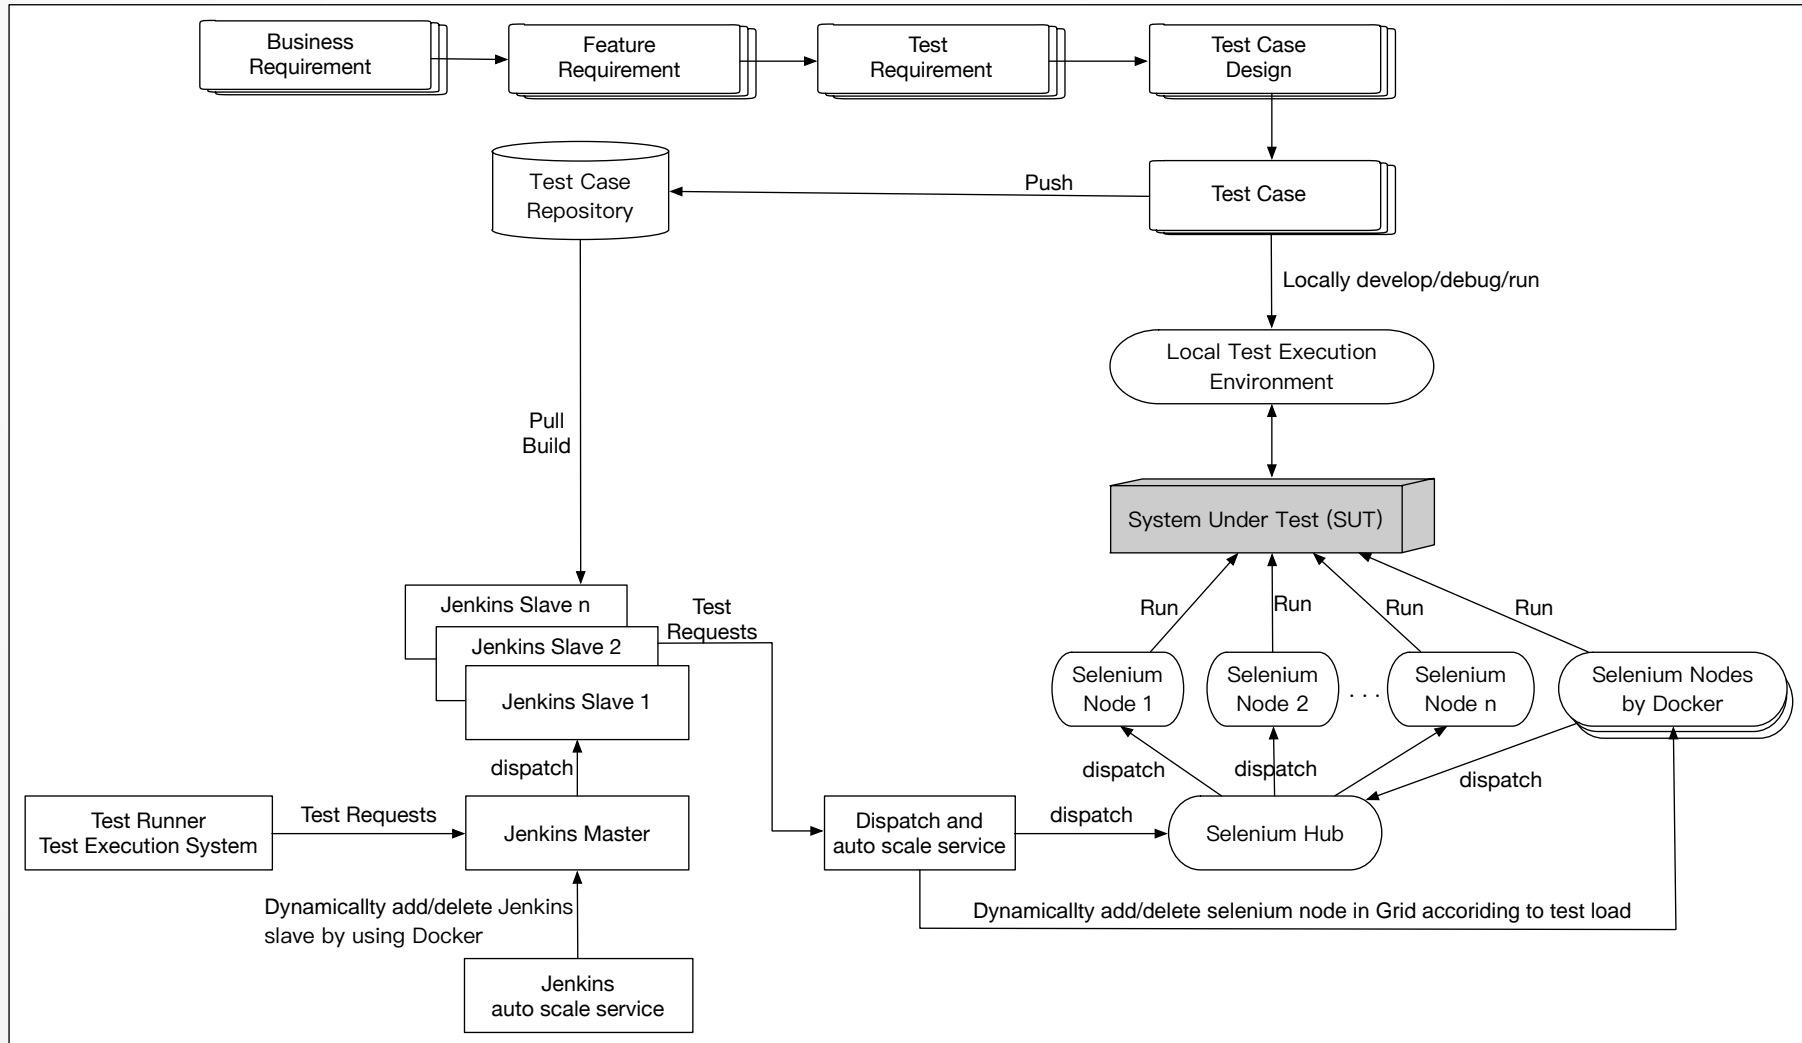 Business
Requirement
Feature
Requirement
Test
Requirement
Test Case
Design
Test Case
Repository
Push
Test Case
Locally develop/debug/run
Local Test Execution
Environment
Pull
Build
System Under Test (SUT)
Jenkins Slave n
Jenkins Slave 2
Jenkins Slave 1
Test
Requests
Run
Run
Run
Run
Selenium
Node 1
Selenium
Node 2
. . .
Selenium
Node n
Selenium Nodes
by Docker
dispatch
dispatch
dispatch
dispatch
Test Runner
Test Execution System
Test Requests
Jenkins Master
Dispatch and
auto scale service
dispatch
Selenium Hub
Dynamicallty add/delete Jenkins
slave by using Docker
Dynamicallty add/delete selenium node in Grid accoriding to test load
Jenkins
auto scale service